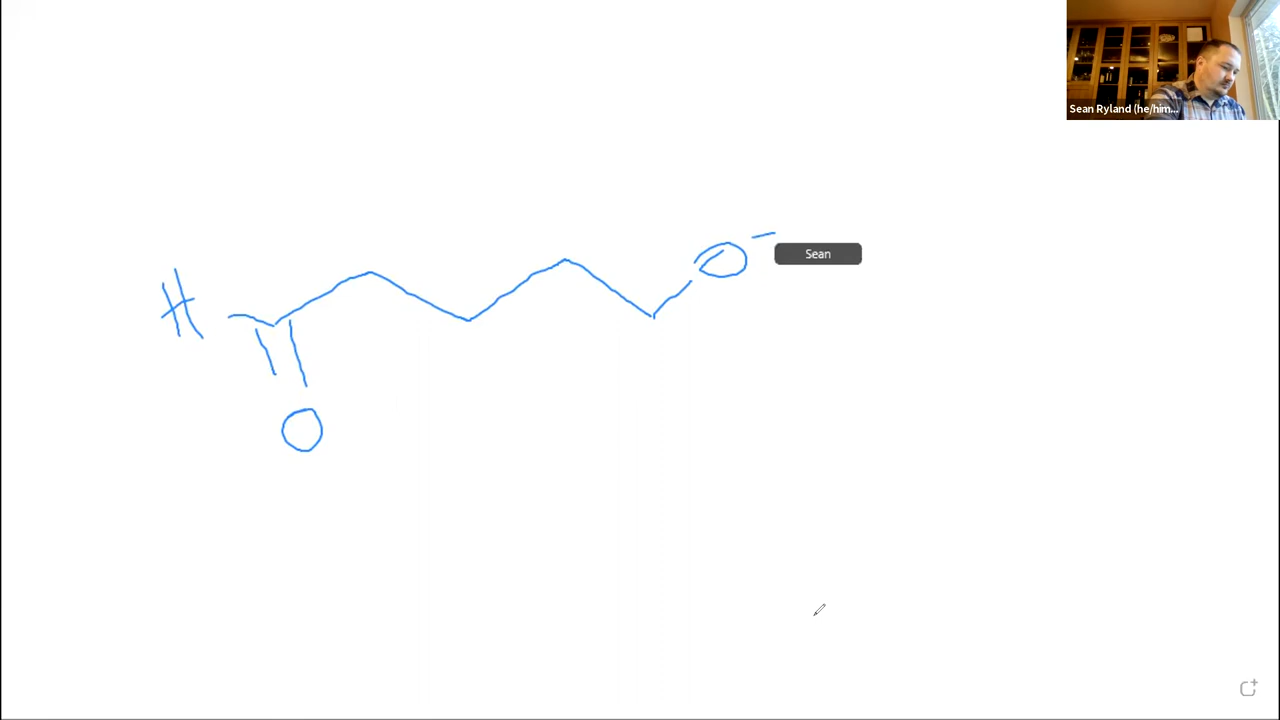 Sean Ryland (he/him...
O⁻
Sean
H
O